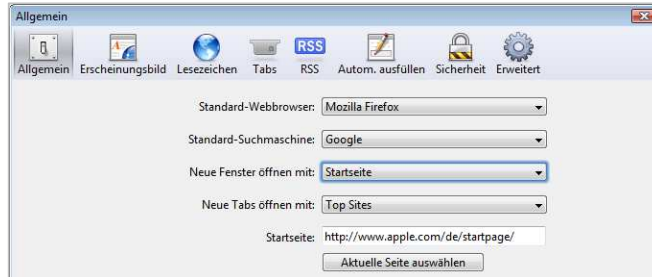 Allgemein
RSS
Allgemein Erscheinungsbild Lesezeichen Tabs RSS Autom. ausfüllen Sicherheit Erweitert
Standard-Webbrowser: Mozilla Firefox
Standard-Suchmaschine: Google
Neue Fenster öffnen mit: Startseite
Neue Tabs öffnen mit: Top Sites
Startseite: http://www.apple.com/de/startpage/
Aktuelle Seite auswählen